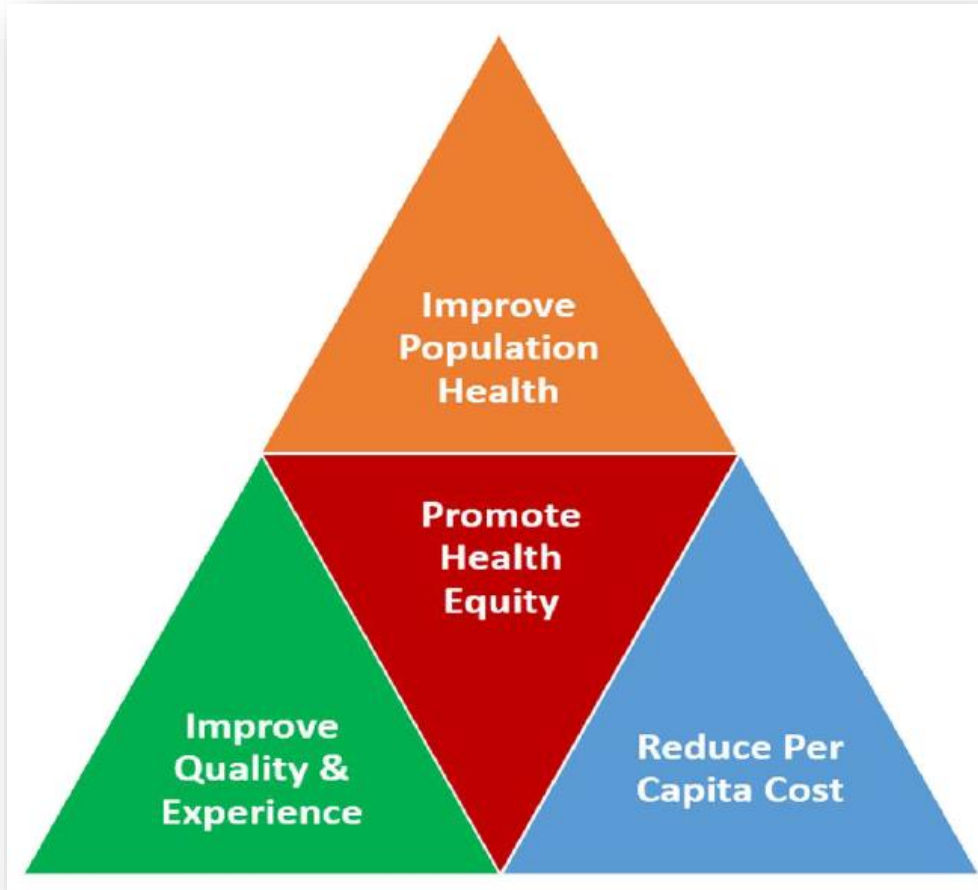 Improve
Population
Health
Promote
Health
Equity
Improve
Quality &
Experience
Reduce Per
Capita Cost